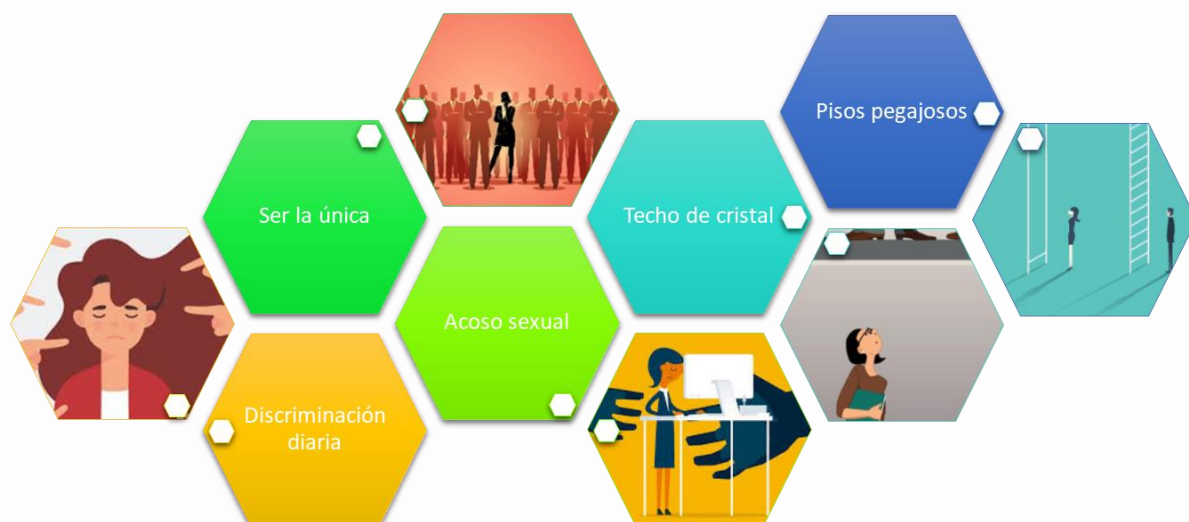 Pisos pegajosos
Ser la única
Techo de cristal
Acoso sexual
Discriminación
diaria